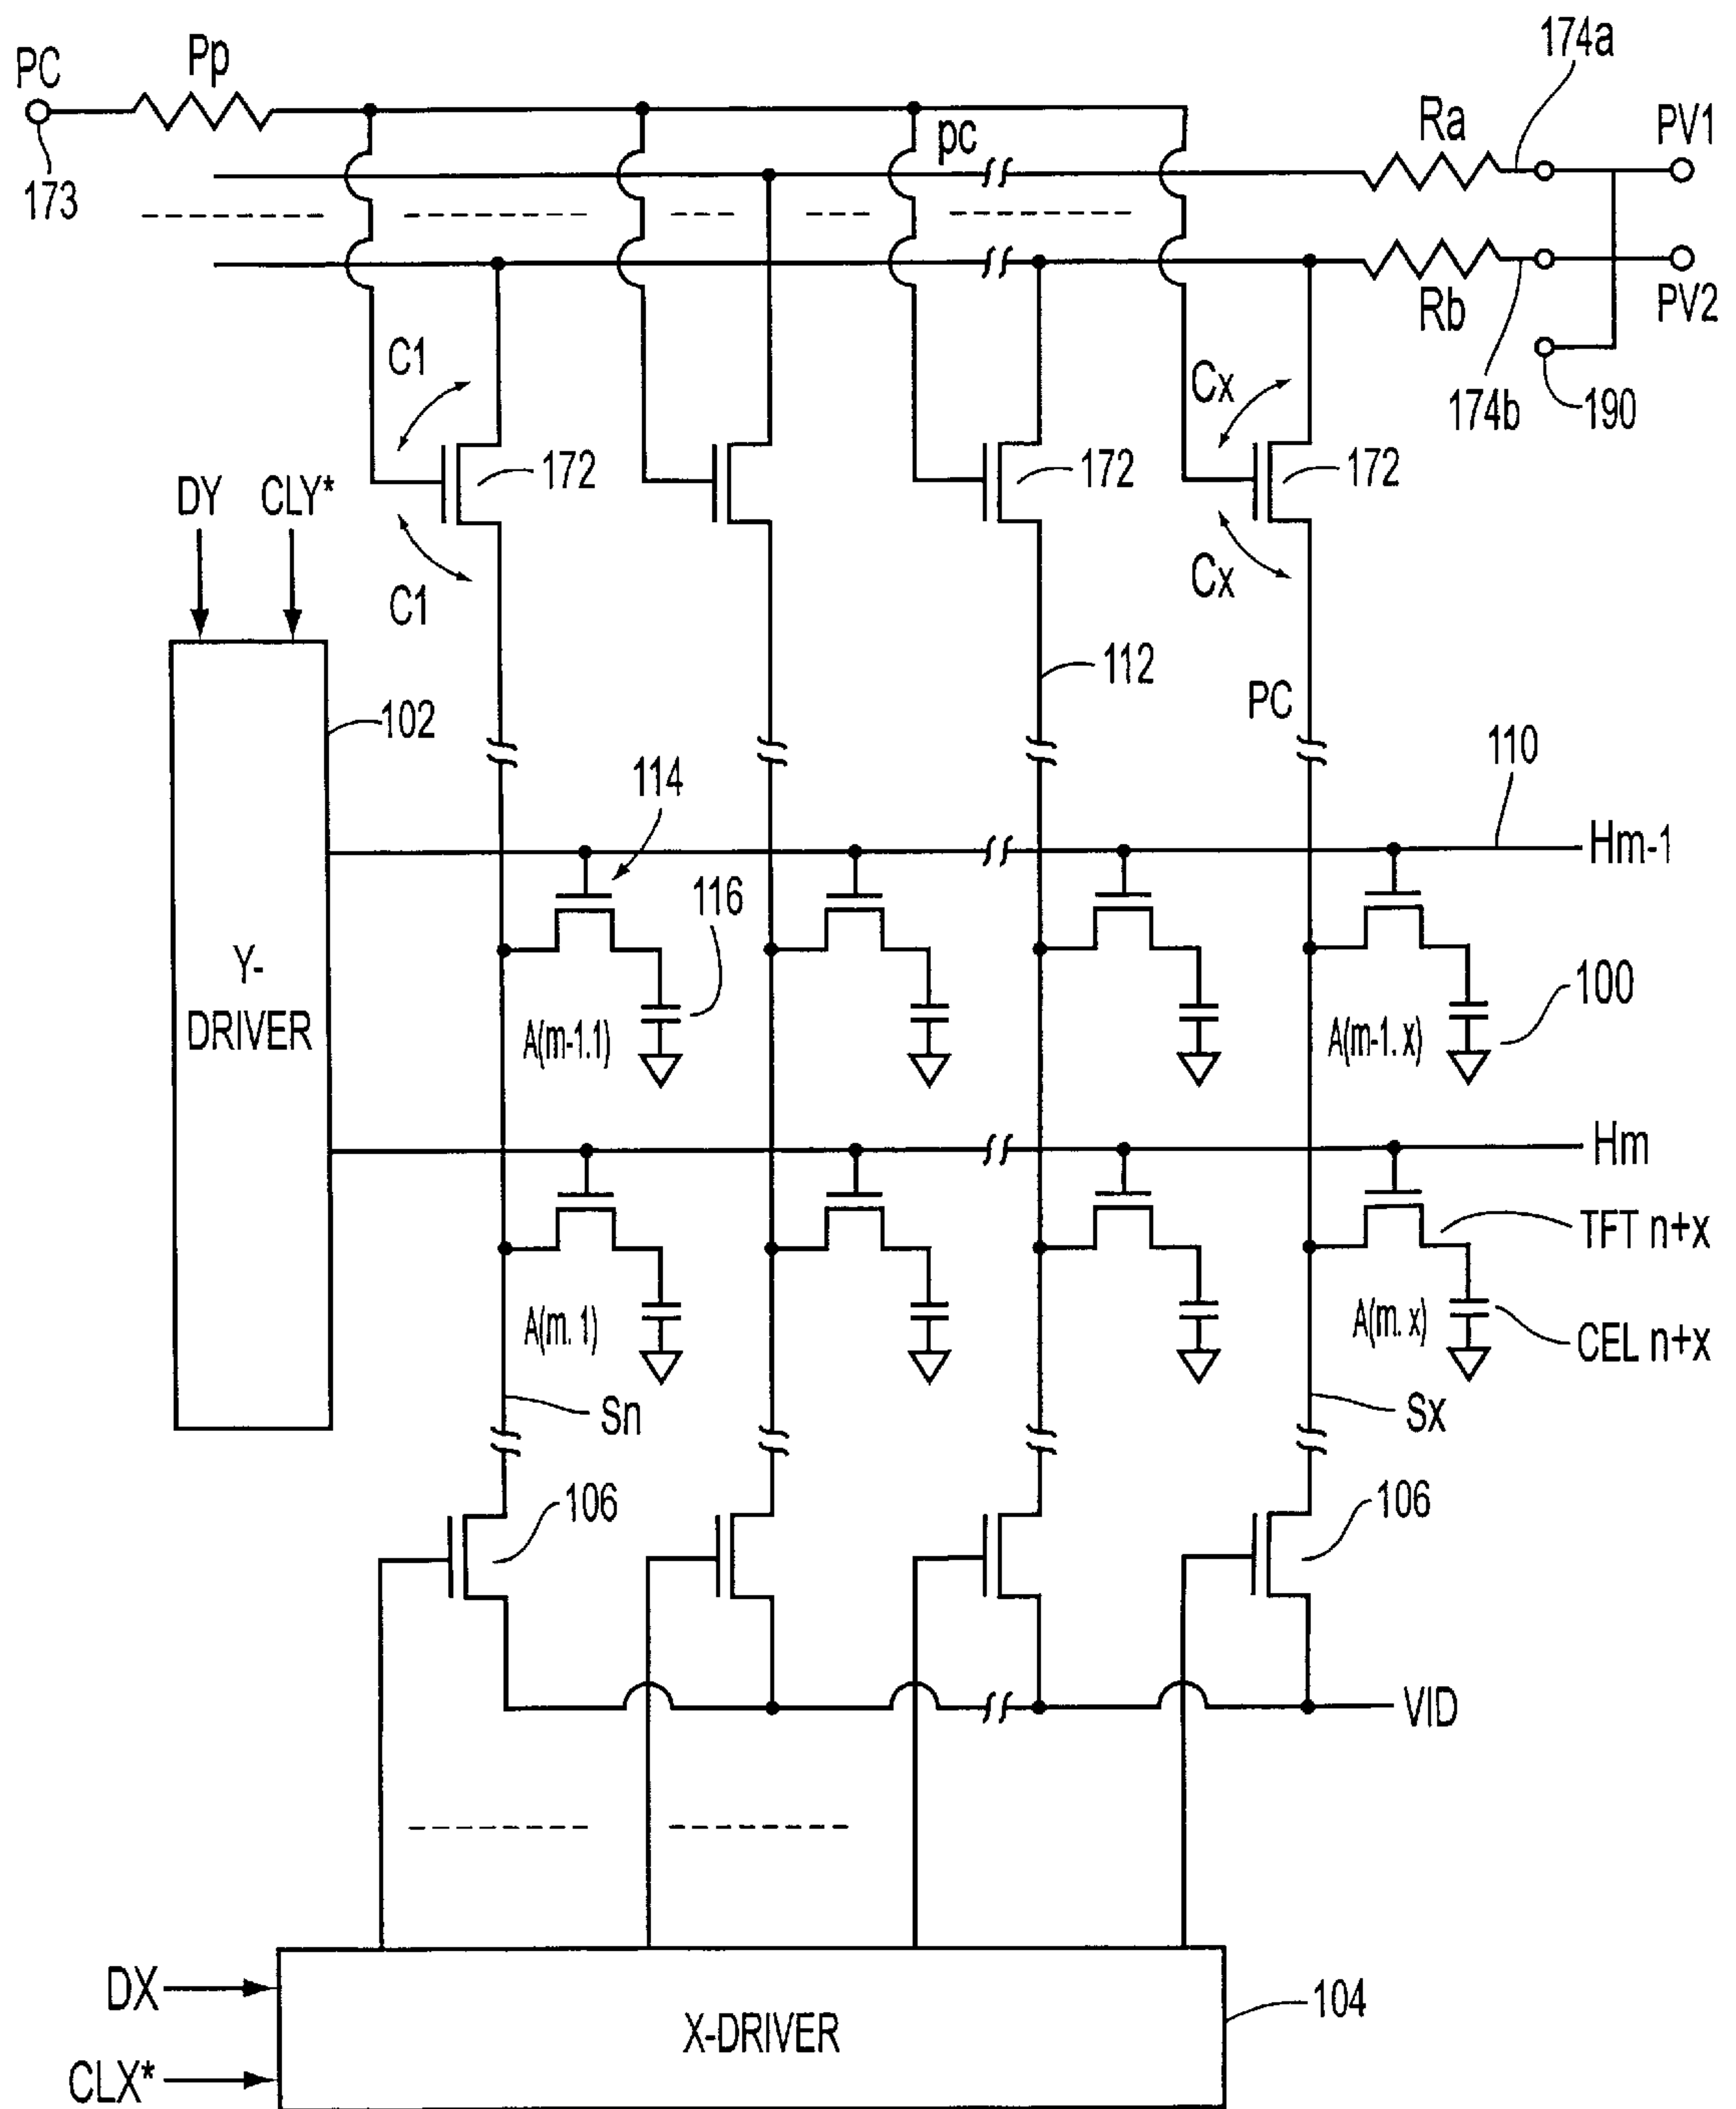 174a
PC
Pp
Ra
PV1
pc
173
Rb
PV2
174b
190
C1
Cx
172
172
172
DY
CLY*
C1
Cx
112
PC
102
114
110
Hm-1
116
100
Y-
DRIVER
A(m-1.1)
A(m-1. x)
Hm
TFT n+x
A(m. 1)
A(m. x)
CEL n+x
Sn
Sx
106
106
VID
DX
X-DRIVER
104
CLX*